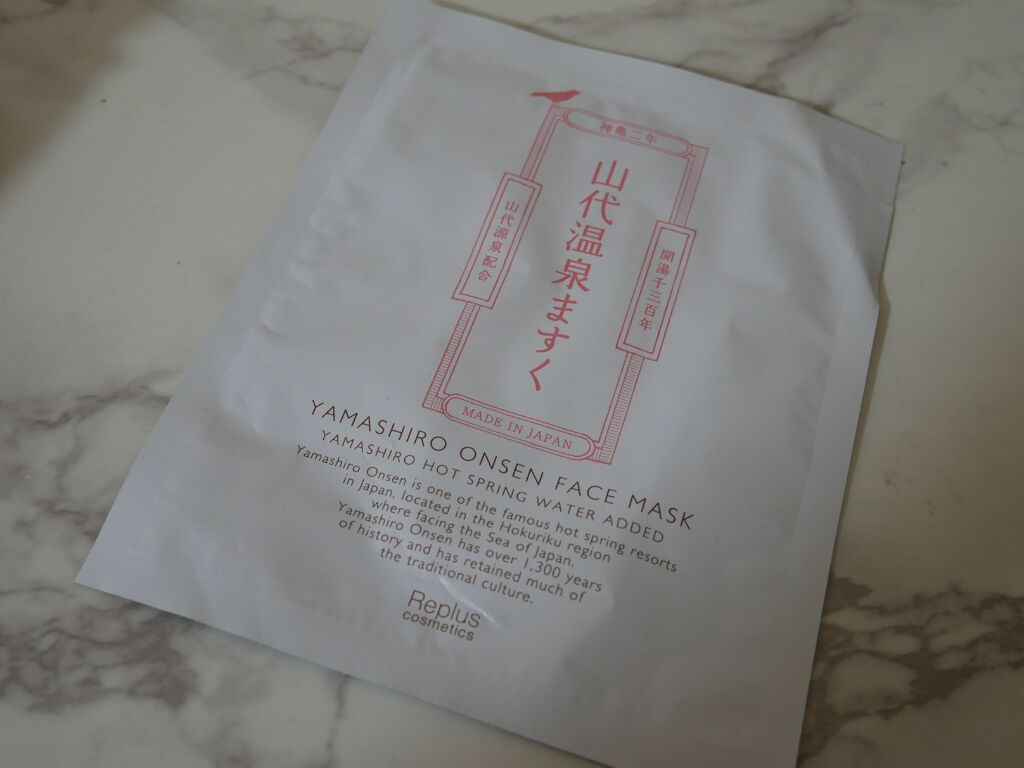 神亀二年
開湯千三百年
山代温泉ますく
山代源泉配合
MADE IN JAPAN
YAMASHIRO ONSEN FACE MASK
YAMASHIRO HOT SPRING WATER ADDED
Yamashiro Onsen is one of the famous hot spring resorts
in Japan, located in the Hokuriku region
where facing the Sea of Japan.
Yamashiro Onsen has over 1,300 years
of history and has retained much of
the traditional culture.
Replus
cosmetics